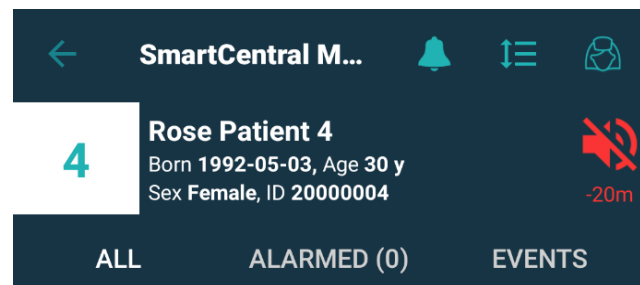 SmartCentral M...
4
Rose Patient 4
Born 1992-05-03, Age 30 y
Sex Female, ID 20000004
-20m
ALL ALARMED (0) EVENTS